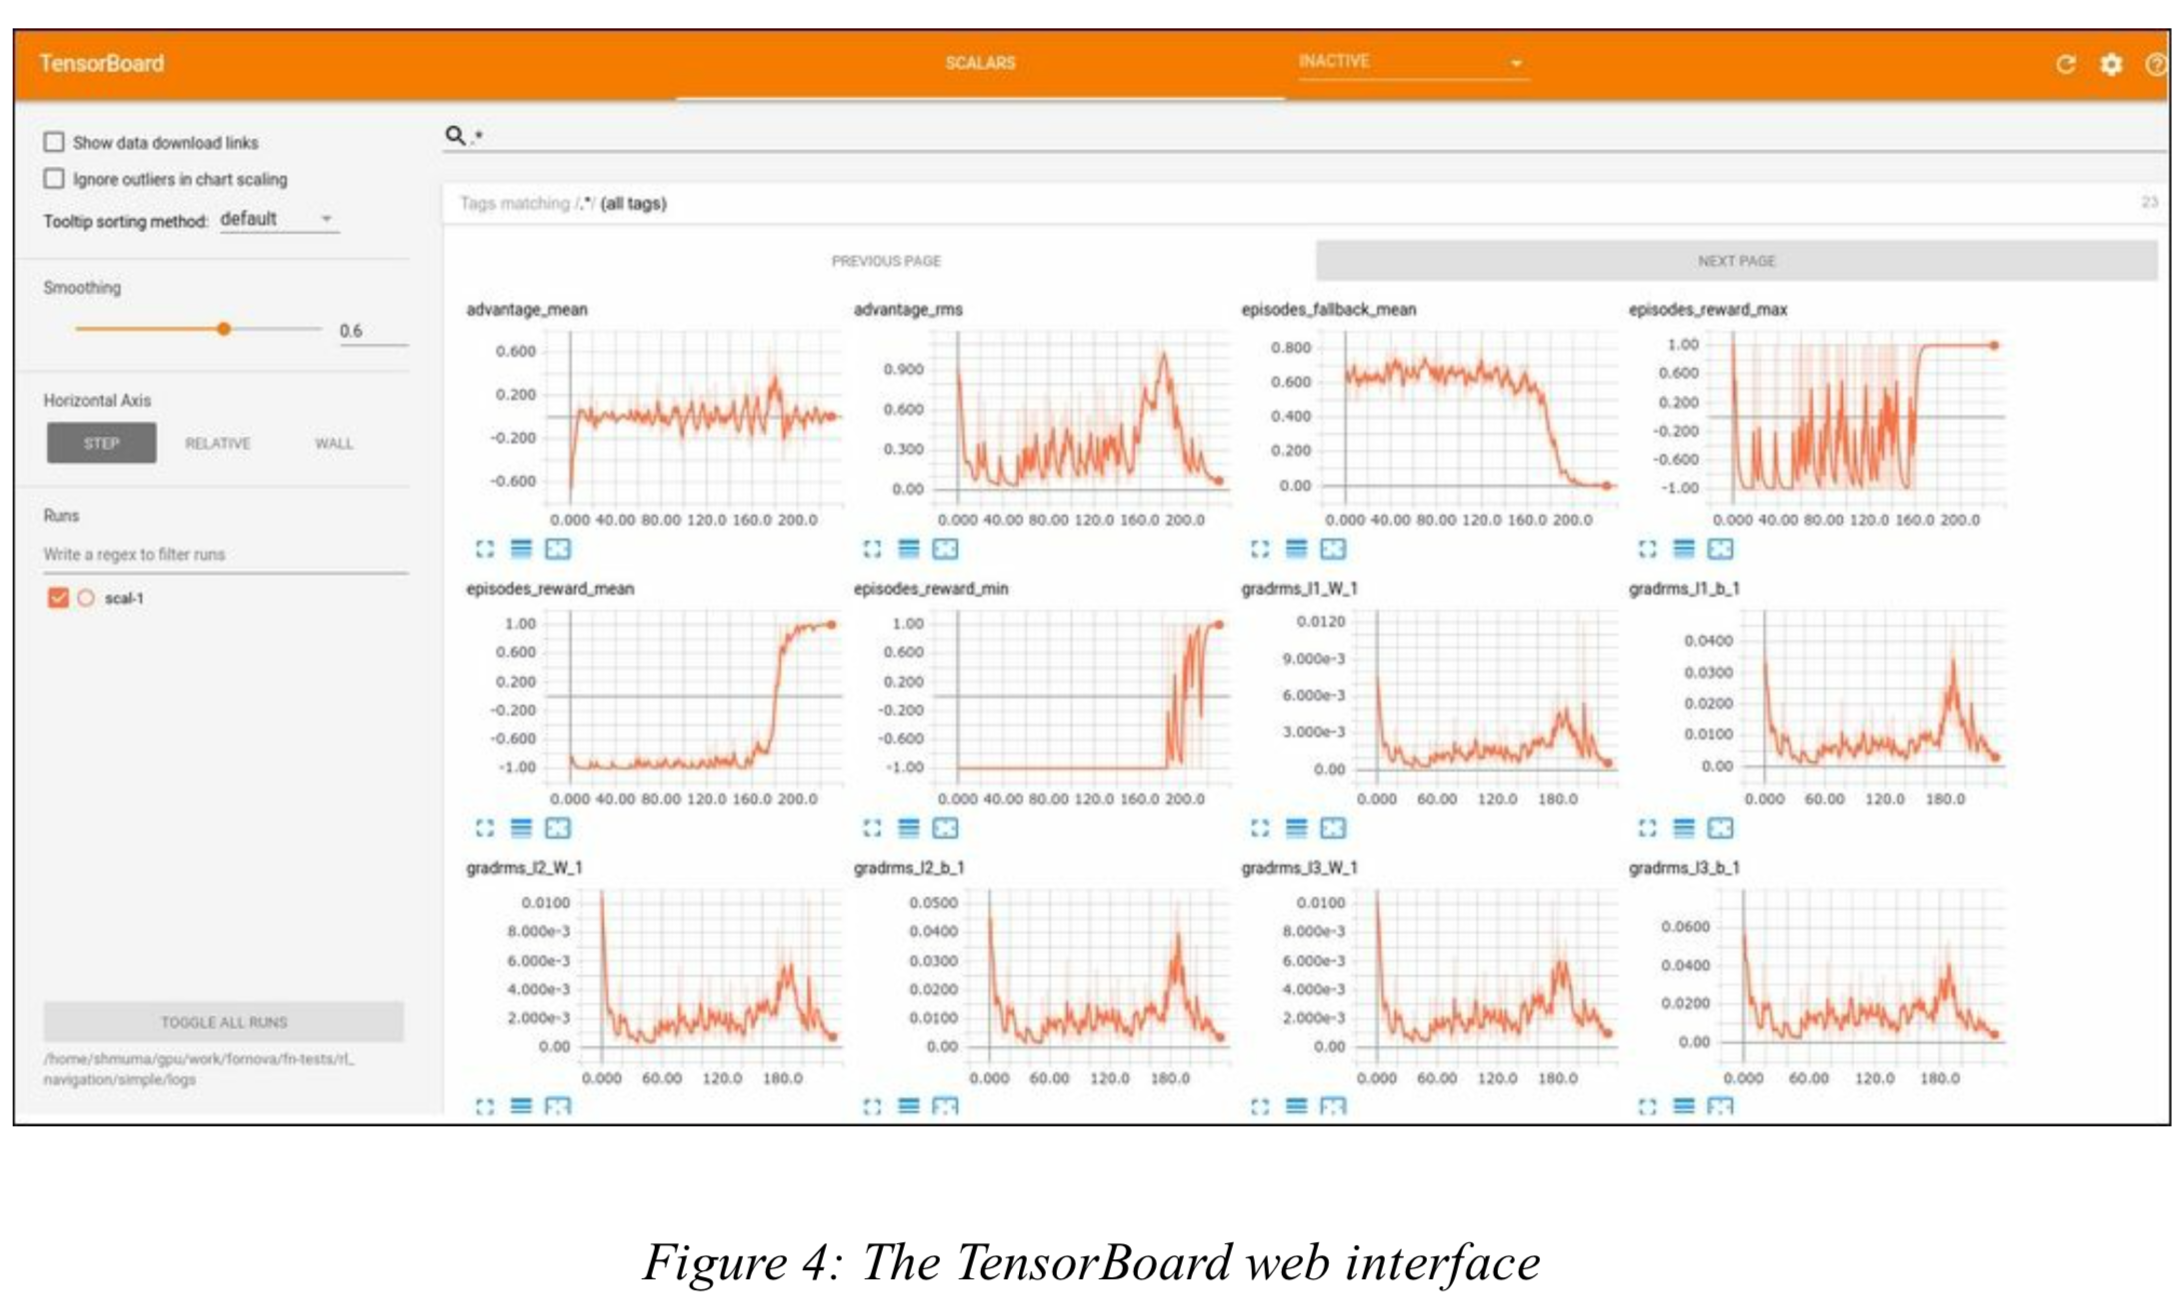 TensorBoard SCALARS INACTIVE
Show data download links
Ignore outliers in chart scaling
Tooltip sorting method: default
Smoothing
0.6
Horizontal Axis
STEP RELATIVE WALL
Runs
Write a regex to filter runs
scal-1
TOGGLE ALL RUNS
/home/shmuma/gpu/work/fornova/fn-tests/rl_
navigation/simple/logs
.*
Tags matching /.*/ (all tags) 23
PREVIOUS PAGE NEXT PAGE
advantage_mean
0.600
0.200
-0.200
-0.600
0.000 40.00 80.00 120.0 160.0 200.0
advantage_rms
0.900
0.600
0.300
0.00
0.000 40.00 80.00 120.0 160.0 200.0
episodes_fallback_mean
0.800
0.600
0.400
0.200
0.00
0.000 40.00 80.00 120.0 160.0 200.0
episodes_reward_max
1.00
0.600
0.200
-0.200
-0.600
-1.00
0.000 40.00 80.00 120.0 160.0 200.0
episodes_reward_mean
1.00
0.600
0.200
-0.200
-0.600
-1.00
0.000 40.00 80.00 120.0 160.0 200.0
episodes_reward_min
1.00
0.600
0.200
-0.200
-0.600
-1.00
0.000 40.00 80.00 120.0 160.0 200.0
gradrms_l1_W_1
0.0120
9.000e-3
6.000e-3
3.000e-3
0.00
0.000 60.00 120.0 180.0
gradrms_l1_b_1
0.0400
0.0300
0.0200
0.0100
0.00
0.000 60.00 120.0 180.0
gradrms_l2_W_1
0.0100
8.000e-3
6.000e-3
4.000e-3
2.000e-3
0.00
0.000 60.00 120.0 180.0
gradrms_l2_b_1
0.0500
0.0400
0.0300
0.0200
0.0100
0.00
0.000 60.00 120.0 180.0
gradrms_l3_W_1
0.0100
8.000e-3
6.000e-3
4.000e-3
2.000e-3
0.00
0.000 60.00 120.0 180.0
gradrms_l3_b_1
0.0600
0.0400
0.0200
0.00
0.000 60.00 120.0 180.0
Figure 4: The TensorBoard web interface